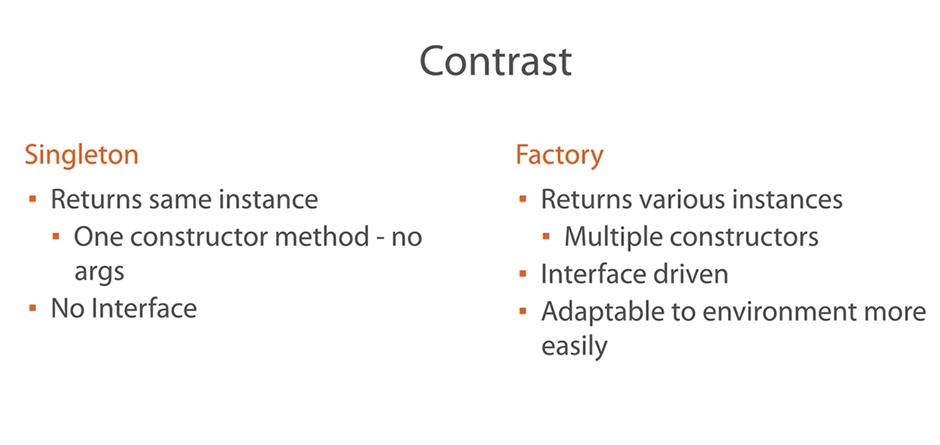 Contrast
Singleton
▪ Returns same instance
▪ One constructor method - no
args
▪ No Interface
Factory
▪ Returns various instances
▪ Multiple constructors
▪ Interface driven
▪ Adaptable to environment more
easily